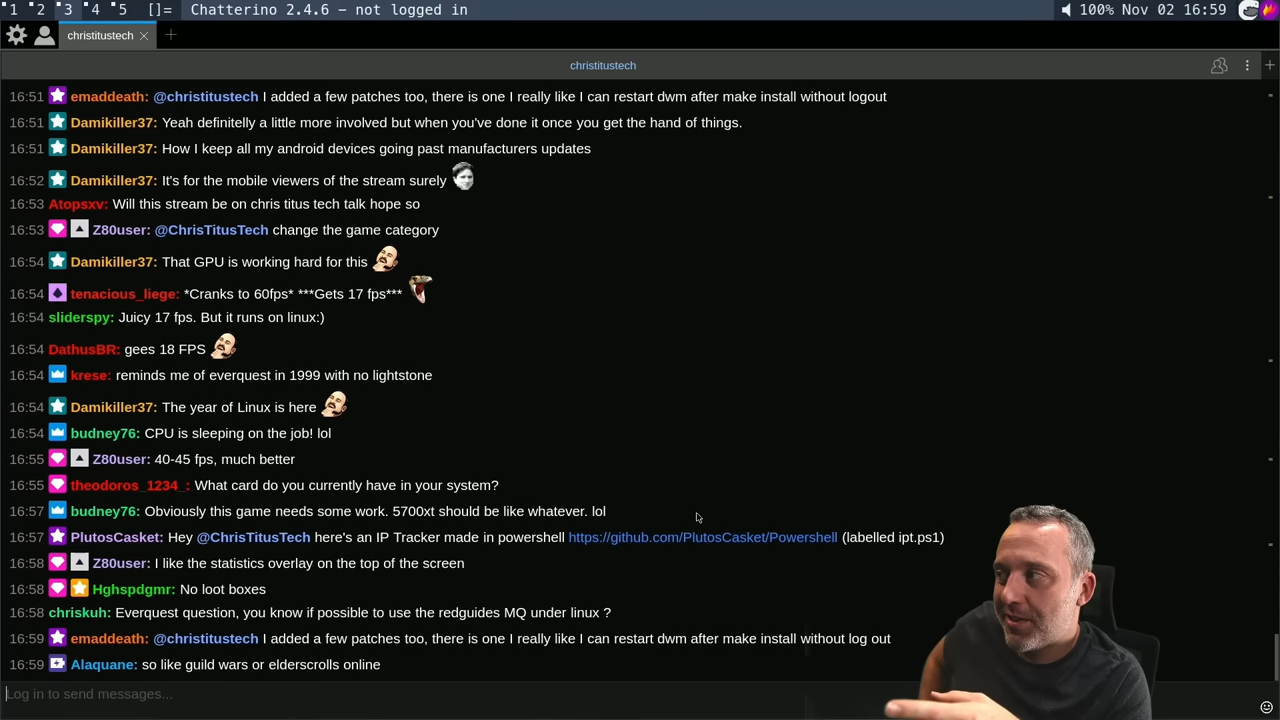 1 2 3 4 5 []= Chatterino 2.4.6 - not logged in 100% Nov 02 16:59
christitustech
christitustech
16:51 emaddeath: @christitustech I added a few patches too, there is one I really like I can restart dwm after make install without logout
16:51 Damikiller37: Yeah definitelly a little more involved but when you've done it once you get the hand of things.
16:51 Damikiller37: How I keep all my android devices going past manufacturers updates
16:52 Damikiller37: It's for the mobile viewers of the stream surely
16:53 Atopsxv: Will this stream be on chris titus tech talk hope so
16:53 Z80user: @ChrisTitusTech change the game category
16:54 Damikiller37: That GPU is working hard for this
16:54 tenacious_liege: *Cranks to 60fps* ***Gets 17 fps***
16:54 sliderspy: Juicy 17 fps. But it runs on linux:)
16:54 DathusBR: gees 18 FPS
16:54 krese: reminds me of everquest in 1999 with no lightstone
16:54 Damikiller37: The year of Linux is here
16:54 budney76: CPU is sleeping on the job! lol
16:55 Z80user: 40-45 fps, much better
16:55 theodoros_1234_: What card do you currently have in your system?
16:57 budney76: Obviously this game needs some work. 5700xt should be like whatever. lol
16:57 PlutosCasket: Hey @ChrisTitusTech here's an IP Tracker made in powershell https://github.com/PlutosCasket/Powershell (labelled ipt.ps1)
16:58 Z80user: I like the statistics overlay on the top of the screen
16:58 Hghspdgmr: No loot boxes
16:58 chriskuh: Everquest question, you know if possible to use the redguides MQ under linux ?
16:59 emaddeath: @christitustech I added a few patches too, there is one I really like I can restart dwm after make install without log out
16:59 Alaquane: so like guild wars or elderscrolls online
Log in to send messages...